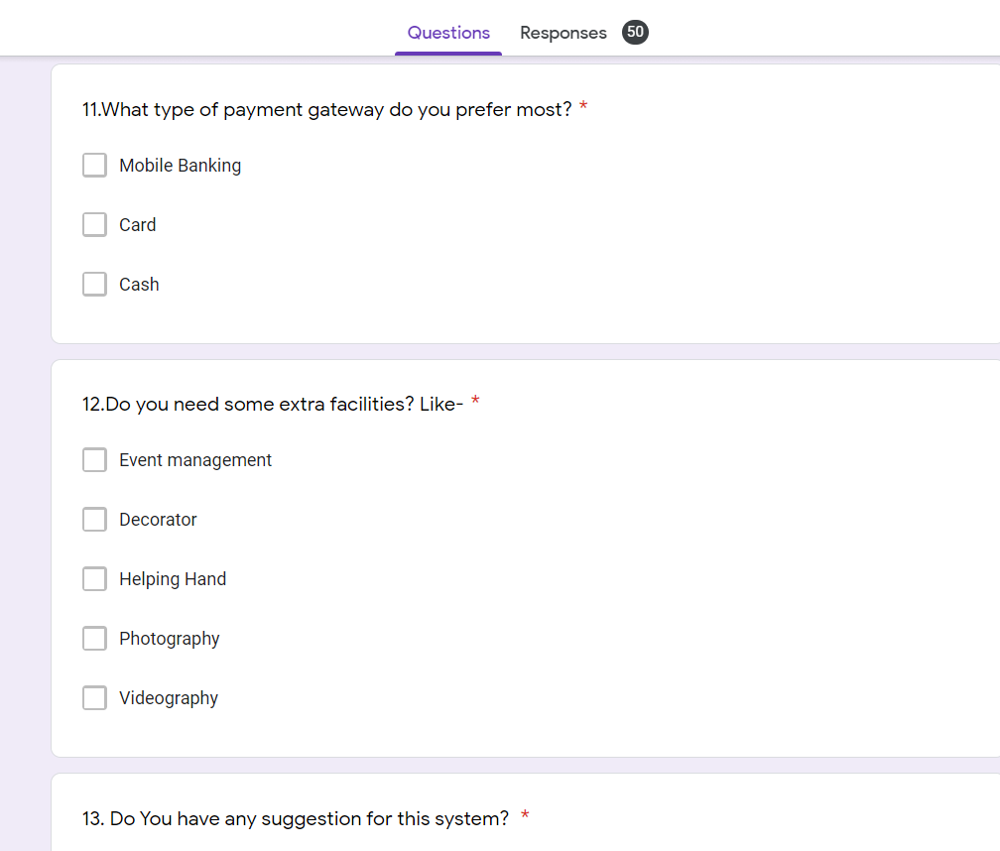 Questions Responses 50
11.What type of payment gateway do you prefer most? *
Mobile Banking
Card
Cash
12.Do you need some extra facilities? Like- *
Event management
Decorator
Helping Hand
Photography
Videography
13. Do You have any suggestion for this system? *